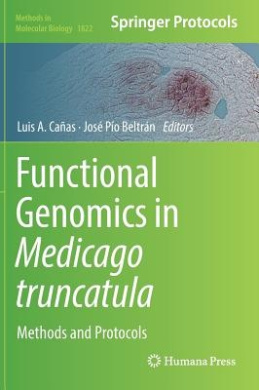 Methods in
Molecular Biology 1822
Springer Protocols
Luis A. Cañas · José Pío Beltrán Editors
Functional
Genomics in
Medicago
truncatula
Methods and Protocols
Humana Press